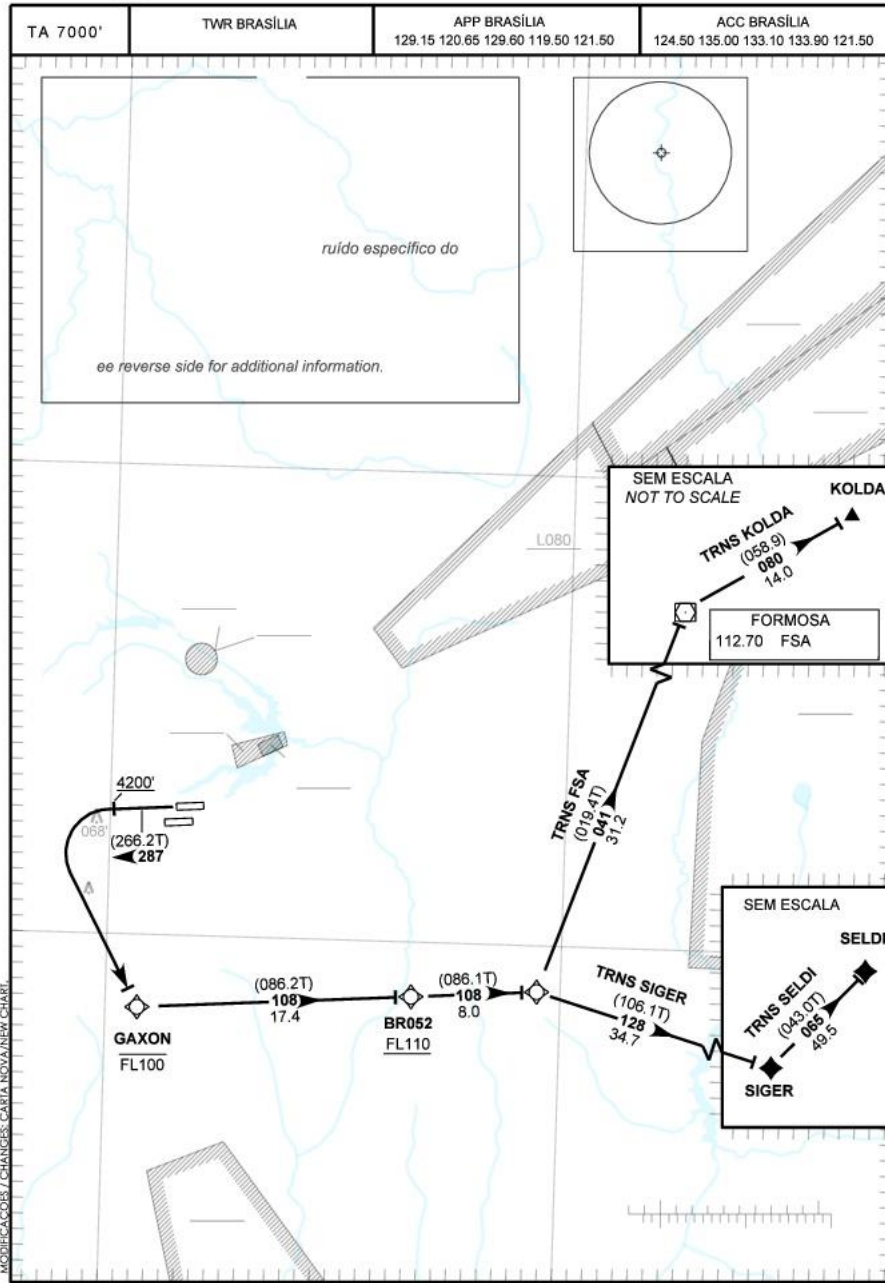 TA 7000'
TWR BRASÍLIA
APP BRASÍLIA
129.15 120.65 129.60 119.50 121.50
ACC BRASÍLIA
124.50 135.00 133.10 133.90 121.50
ruído específico do
ee reverse side for additional information.
L080
SEM ESCALA
NOT TO SCALE
KOLDA
TRNS KOLDA
(058.9)
080
14.0
FORMOSA
112.70 FSA
TRNS FSA
(019.4T)
041
31.2
4200'
068'
(266.2T)
287
SEM ESCALA
SELDI
TRNS SELDI
(043.0T)
065
49.5
SIGER
TRNS SIGER
(106.1T)
128
34.7
(086.2T)
108
17.4
(086.1T)
108
8.0
GAXON
FL100
BR052
FL110
MODIFICAÇÕES / CHANGES: CARTA NOVA/NEW CHART.